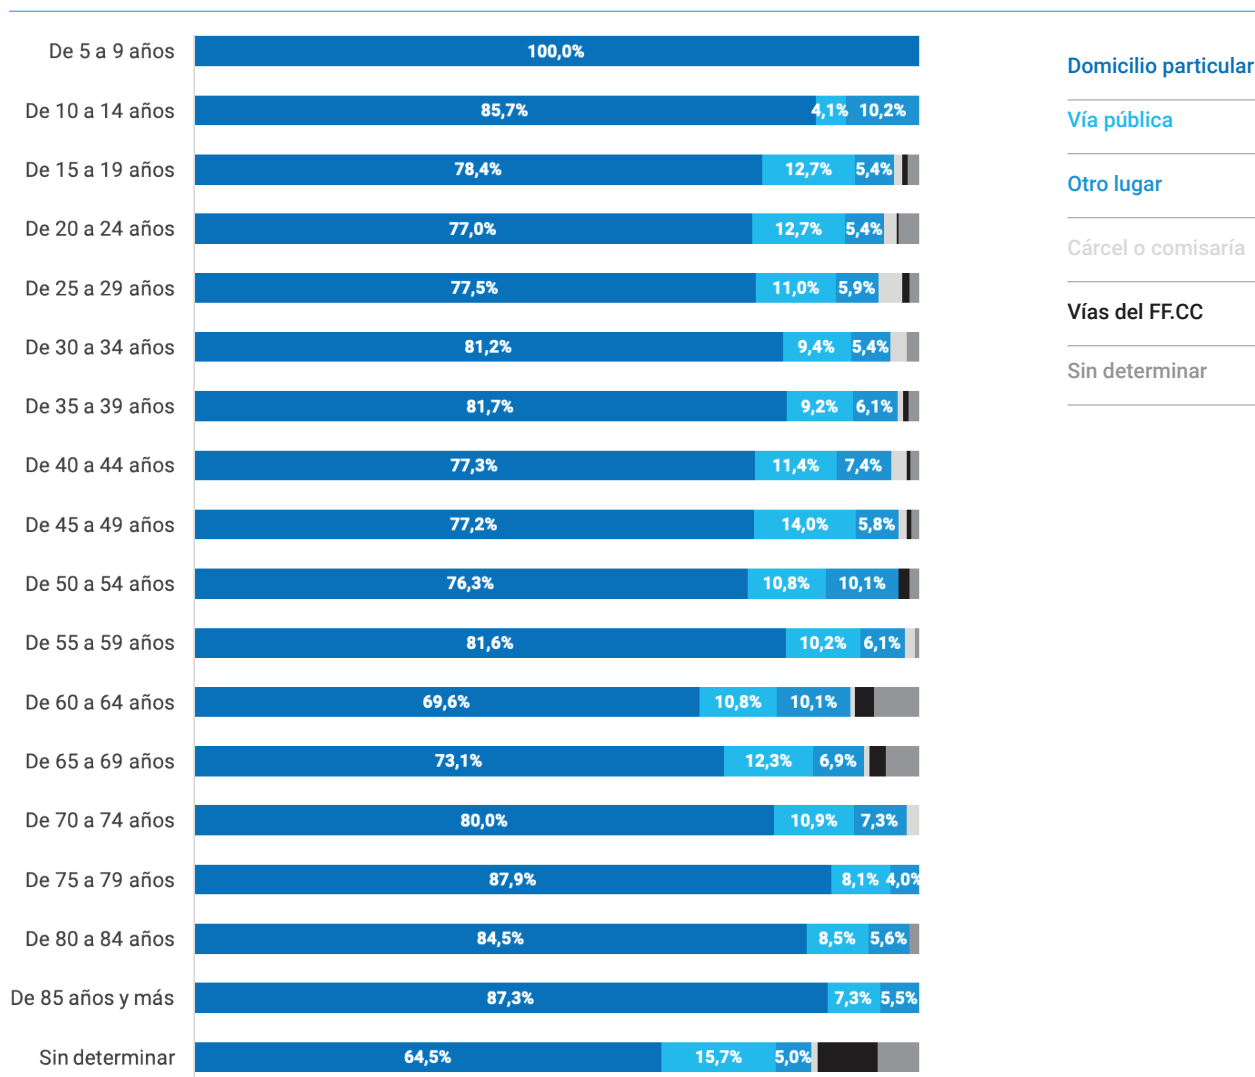 De 5 a 9 años 100,0%
De 10 a 14 años 85,7% 4,1% 10,2%
De 15 a 19 años 78,4% 12,7% 5,4%
De 20 a 24 años 77,0% 12,7% 5,4%
De 25 a 29 años 77,5% 11,0% 5,9%
De 30 a 34 años 81,2% 9,4% 5,4%
De 35 a 39 años 81,7% 9,2% 6,1%
De 40 a 44 años 77,3% 11,4% 7,4%
De 45 a 49 años 77,2% 14,0% 5,8%
De 50 a 54 años 76,3% 10,8% 10,1%
De 55 a 59 años 81,6% 10,2% 6,1%
De 60 a 64 años 69,6% 10,8% 10,1%
De 65 a 69 años 73,1% 12,3% 6,9%
De 70 a 74 años 80,0% 10,9% 7,3%
De 75 a 79 años 87,9% 8,1% 4,0%
De 80 a 84 años 84,5% 8,5% 5,6%
De 85 años y más 87,3% 7,3% 5,5%
Sin determinar 64,5% 15,7% 5,0%
Domicilio particular
Vía pública
Otro lugar
Cárcel o comisaría
Vías del FF.CC
Sin determinar